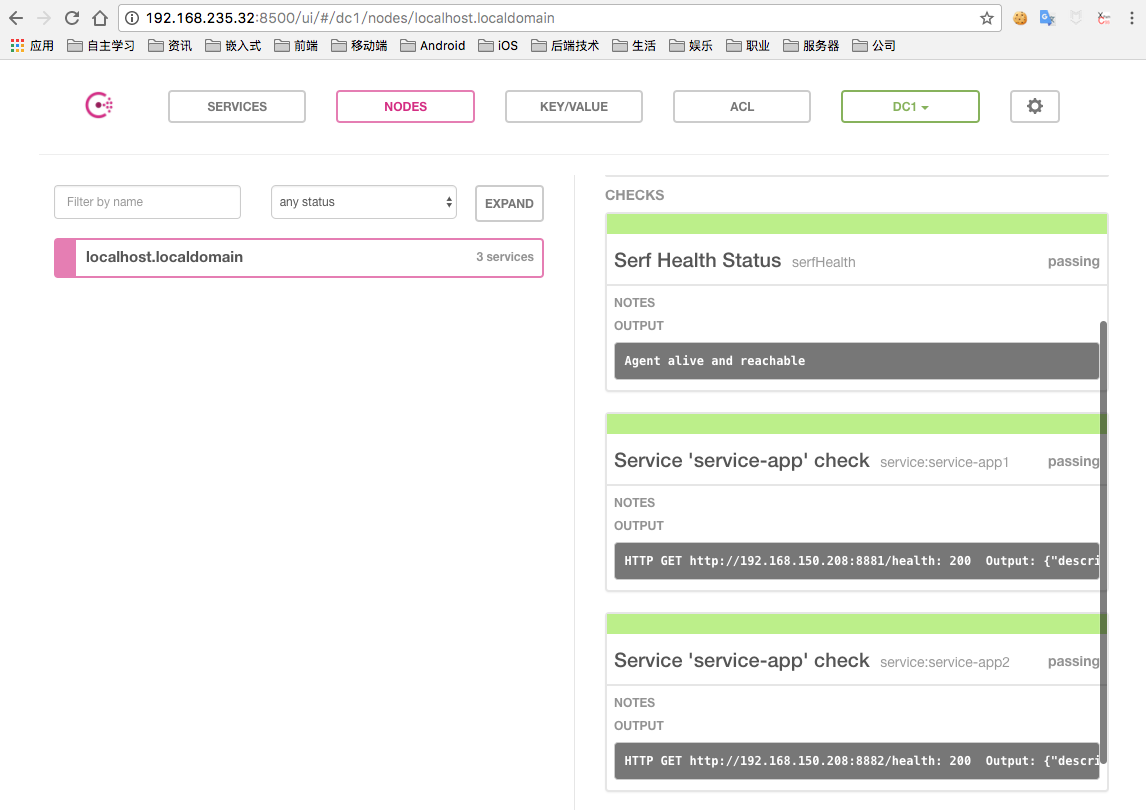 192.168.235.32:8500/ui/#/dc1/nodes/localhost.localdomain
应用 自主学习 资讯 嵌入式 前端 移动端 Android iOS 后端技术 生活 娱乐 职业 服务器 公司
SERVICES NODES KEY/VALUE ACL DC1
Filter by name any status EXPAND
localhost.localdomain 3 services
CHECKS
Serf Health Status serfHealth passing
NOTES
OUTPUT
Agent alive and reachable
Service 'service-app' check service:service-app1 passing
NOTES
OUTPUT
HTTP GET http://192.168.150.208:8881/health: 200 Output: {"descri
Service 'service-app' check service:service-app2 passing
NOTES
OUTPUT
HTTP GET http://192.168.150.208:8882/health: 200 Output: {"descri